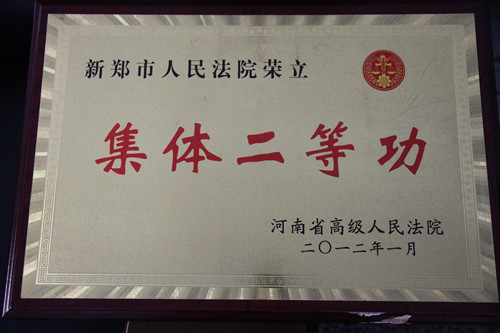 新郑市人民法院荣立
集体二等功
河南省高级人民法院
二〇一二年一月